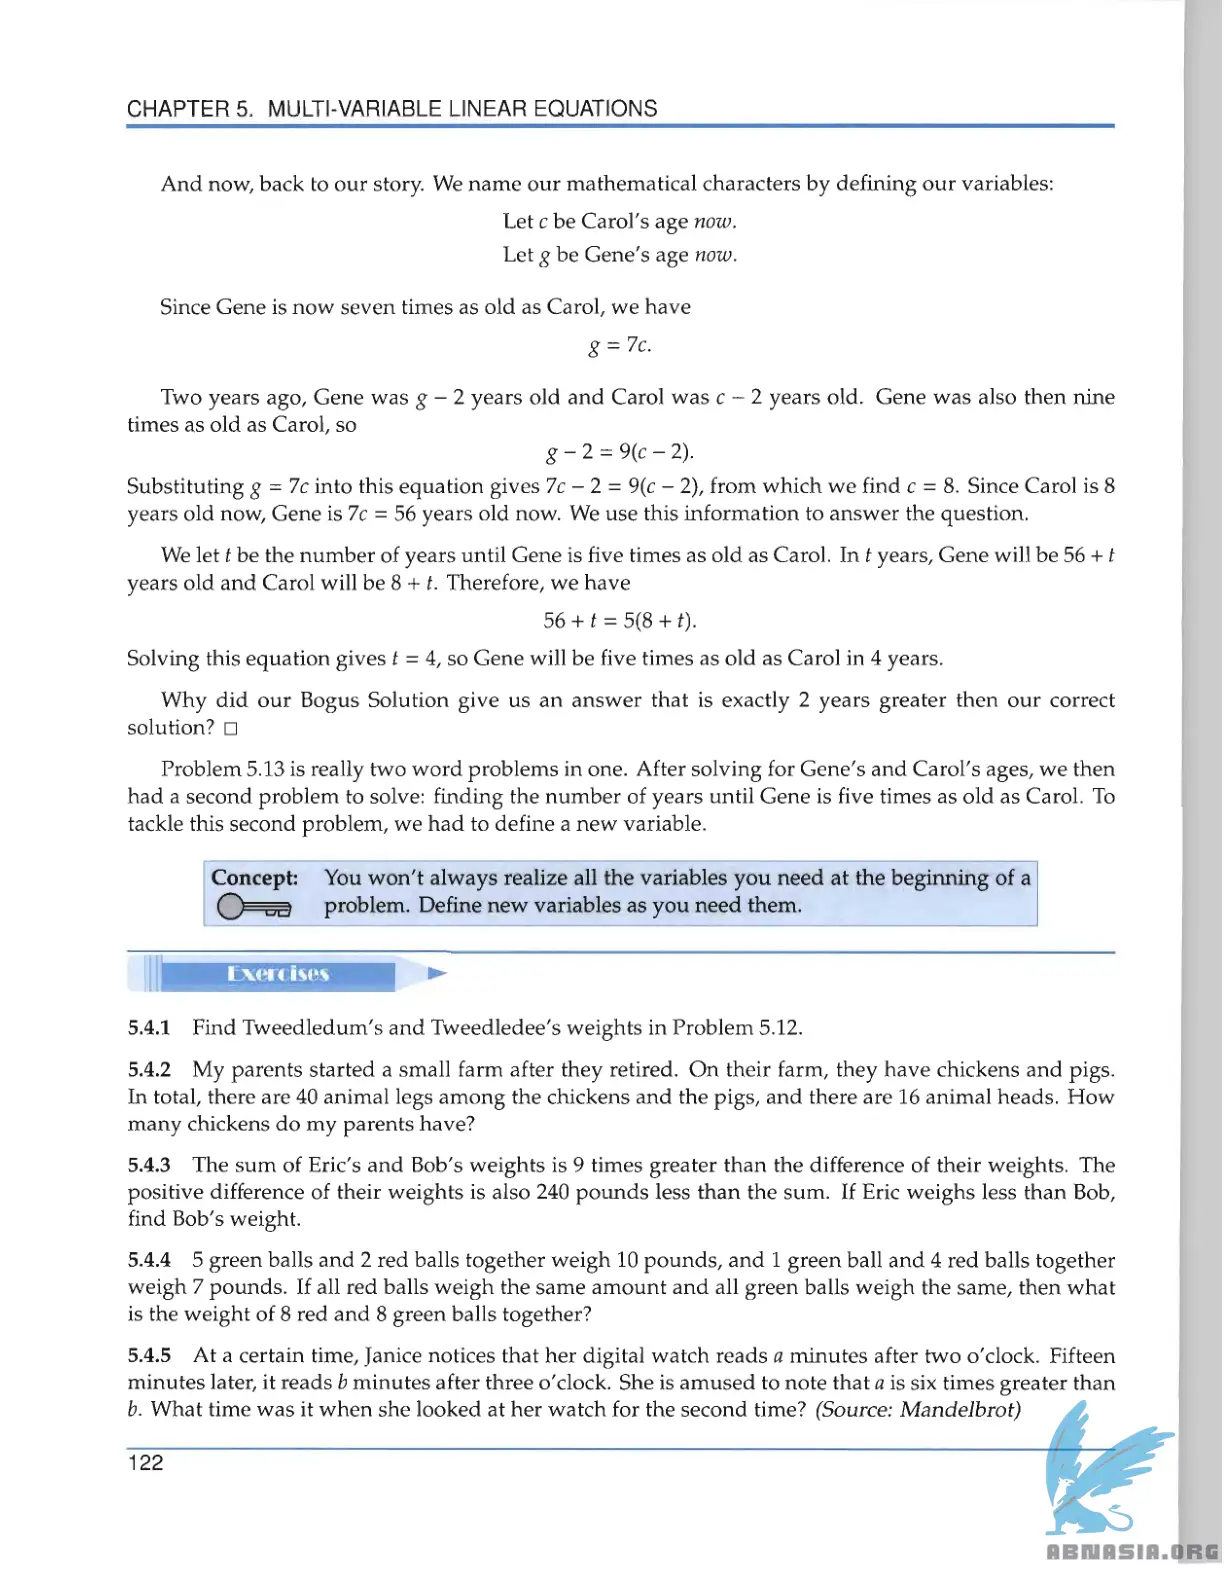 CHAPTER 5. MULTI-VARIABLE LINEAR EQUATIONS
And now, back to our story. We name our mathematical characters by defining our variables:
Let c be Carol's age now.
Let g be Gene's age now.
Since Gene is now seven times as old as Carol, we have
g = 7c.
Two years ago, Gene was g − 2 years old and Carol was c − 2 years old. Gene was also then nine
times as old as Carol, so
g − 2 = 9(c − 2).
Substituting g = 7c into this equation gives 7c − 2 = 9(c − 2), from which we find c = 8. Since Carol is 8
years old now, Gene is 7c = 56 years old now. We use this information to answer the question.
We let t be the number of years until Gene is five times as old as Carol. In t years, Gene will be 56 + t
years old and Carol will be 8 + t. Therefore, we have
56 + t = 5(8 + t).
Solving this equation gives t = 4, so Gene will be five times as old as Carol in 4 years.
Why did our Bogus Solution give us an answer that is exactly 2 years greater then our correct
solution? □
Problem 5.13 is really two word problems in one. After solving for Gene's and Carol's ages, we then
had a second problem to solve: finding the number of years until Gene is five times as old as Carol. To
tackle this second problem, we had to define a new variable.
Concept: You won't always realize all the variables you need at the beginning of a
problem. Define new variables as you need them.
Exercises
5.4.1 Find Tweedledum's and Tweedledee's weights in Problem 5.12.
5.4.2 My parents started a small farm after they retired. On their farm, they have chickens and pigs.
In total, there are 40 animal legs among the chickens and the pigs, and there are 16 animal heads. How
many chickens do my parents have?
5.4.3 The sum of Eric's and Bob's weights is 9 times greater than the difference of their weights. The
positive difference of their weights is also 240 pounds less than the sum. If Eric weighs less than Bob,
find Bob's weight.
5.4.4 5 green balls and 2 red balls together weigh 10 pounds, and 1 green ball and 4 red balls together
weigh 7 pounds. If all red balls weigh the same amount and all green balls weigh the same, then what
is the weight of 8 red and 8 green balls together?
5.4.5 At a certain time, Janice notices that her digital watch reads a minutes after two o'clock. Fifteen
minutes later, it reads b minutes after three o'clock. She is amused to note that a is six times greater than
b. What time was it when she looked at her watch for the second time? (Source: Mandelbrot)
122
ABNASIA.ORG